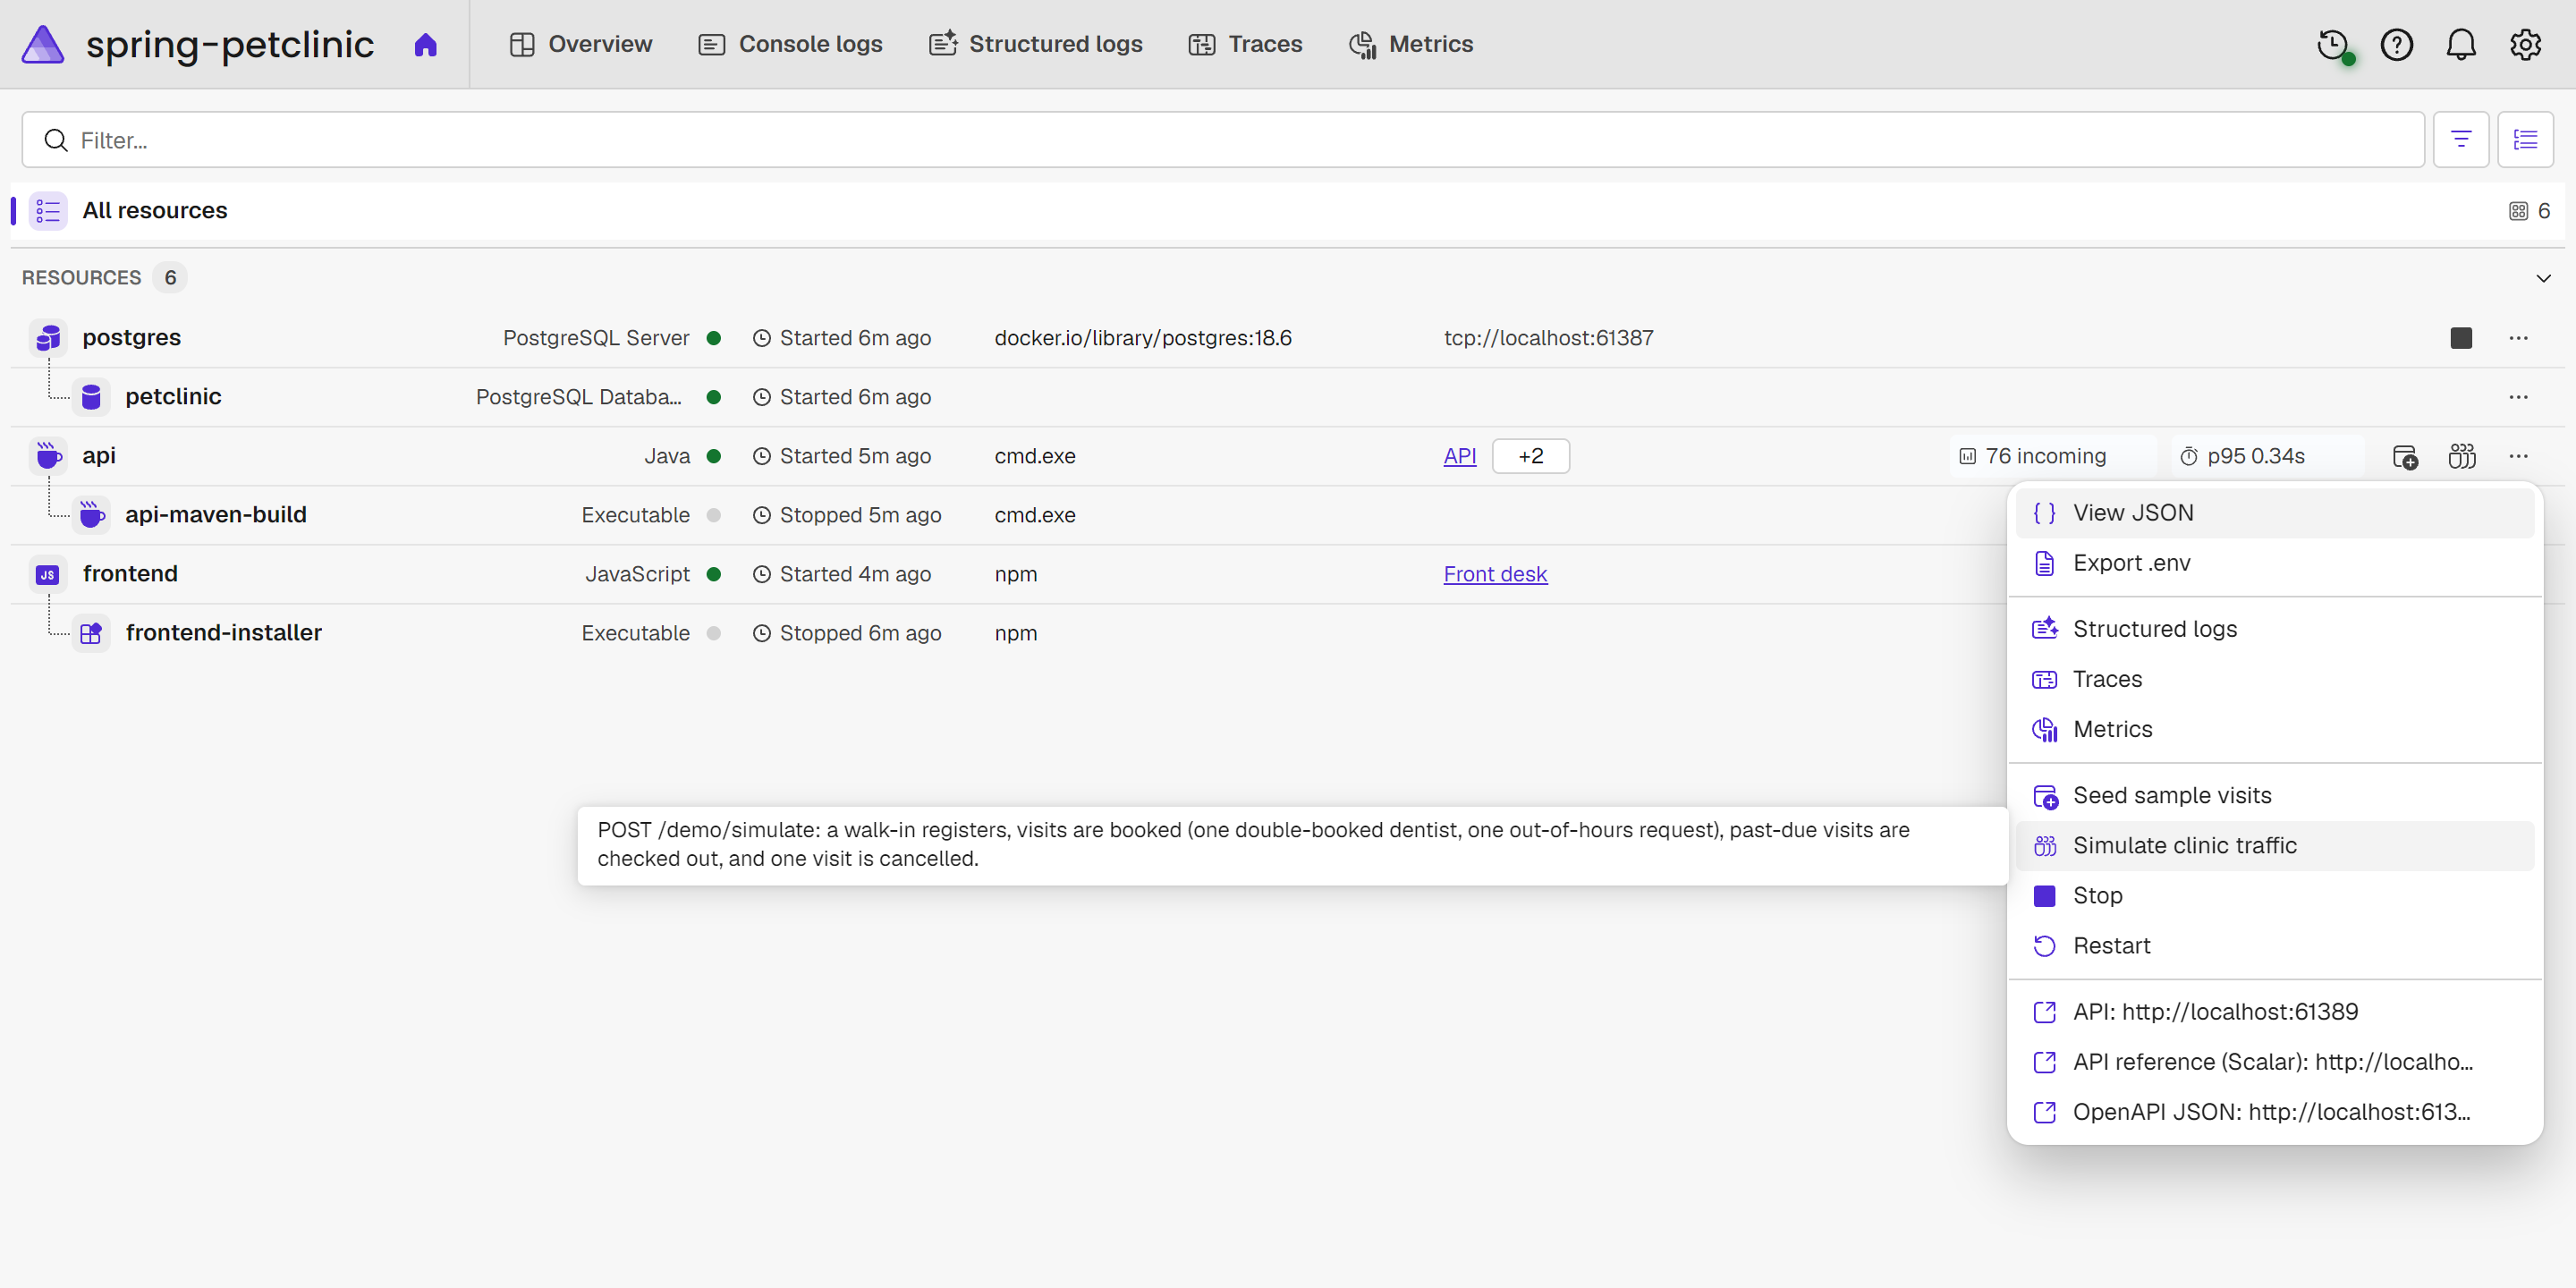 spring-petclinic
Overview
Console logs
Structured logs
Traces
Metrics
Filter...
All resources
6
RESOURCES 6
postgres PostgreSQL Server Started 6m ago docker.io/library/postgres:18.6 tcp://localhost:61387
petclinic PostgreSQL Databa... Started 6m ago
api Java Started 5m ago cmd.exe API +2 76 incoming p95 0.34s
api-maven-build Executable Stopped 5m ago cmd.exe
JS frontend JavaScript Started 4m ago npm Front desk
frontend-installer Executable Stopped 6m ago npm
View JSON
Export .env
Structured logs
Traces
Metrics
Seed sample visits
Simulate clinic traffic
Stop
Restart
API: http://localhost:61389
API reference (Scalar): http://localho...
OpenAPI JSON: http://localhost:613...
POST /demo/simulate: a walk-in registers, visits are booked (one double-booked dentist, one out-of-hours request), past-due visits are
checked out, and one visit is cancelled.